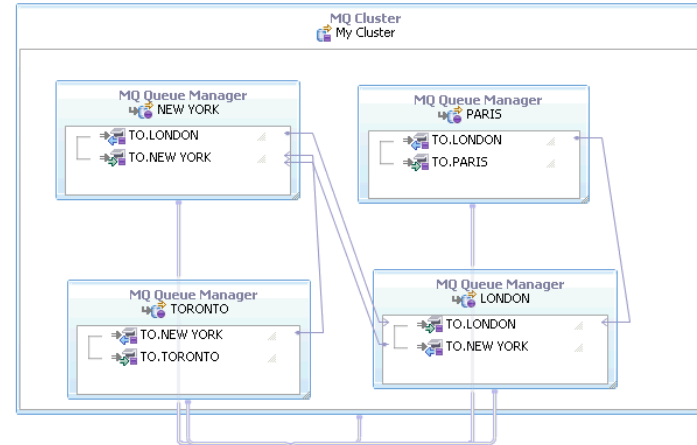 MQ Cluster
My Cluster
MQ Queue Manager
NEW YORK
TO.LONDON
TO.NEW YORK
MQ Queue Manager
PARIS
TO.LONDON
TO.PARIS
MQ Queue Manager
TORONTO
TO.NEW YORK
TO.TORONTO
MQ Queue Manager
LONDON
TO.LONDON
TO.NEW YORK